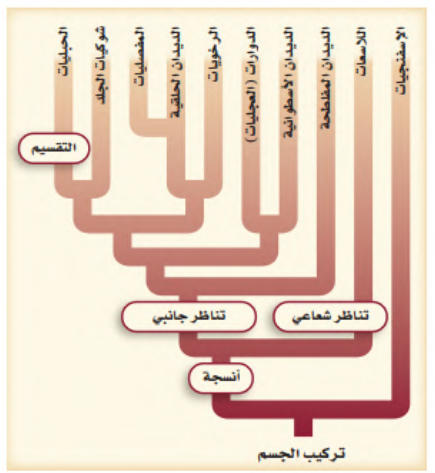 الإسفنجيات
اللاسعات
الديدان المفلطحة
الديدان الأسطوانية
الدوارات (العجليات)
الرخويات
الديدان الحلقية
المفصليات
شوكيات الجلد
الحبليات
التقسيم
تناظر شعاعي
تناظر جانبي
أنسجة
تركيب الجسم